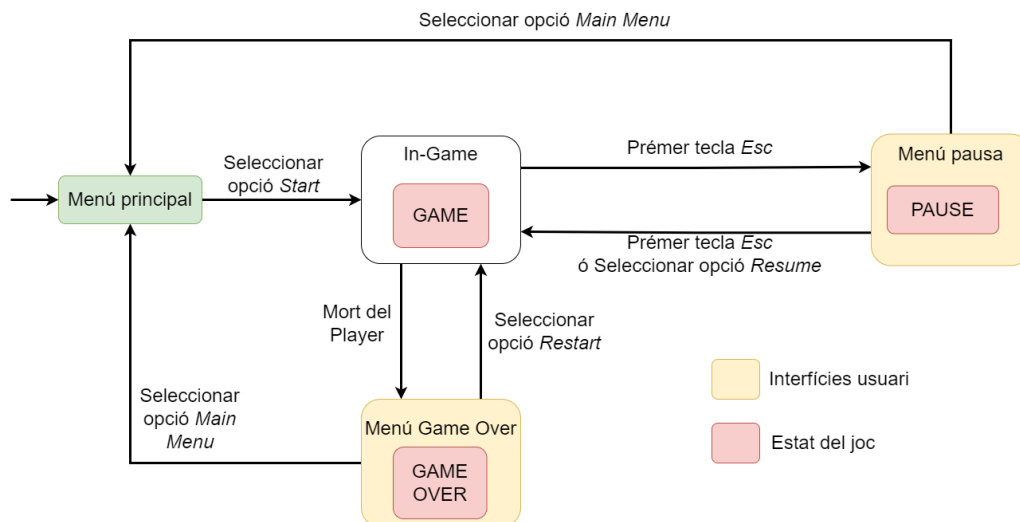 Seleccionar opció Main Menu
Menú principal
Seleccionar
opció Start
In-Game
GAME
Prémer tecla Esc
Menú pausa
PAUSE
Prémer tecla Esc
ó Seleccionar opció Resume
Mort del
Player
Seleccionar
opció Restart
Seleccionar
opció Main
Menu
Menú Game Over
GAME
OVER
Interfícies usuari
Estat del joc